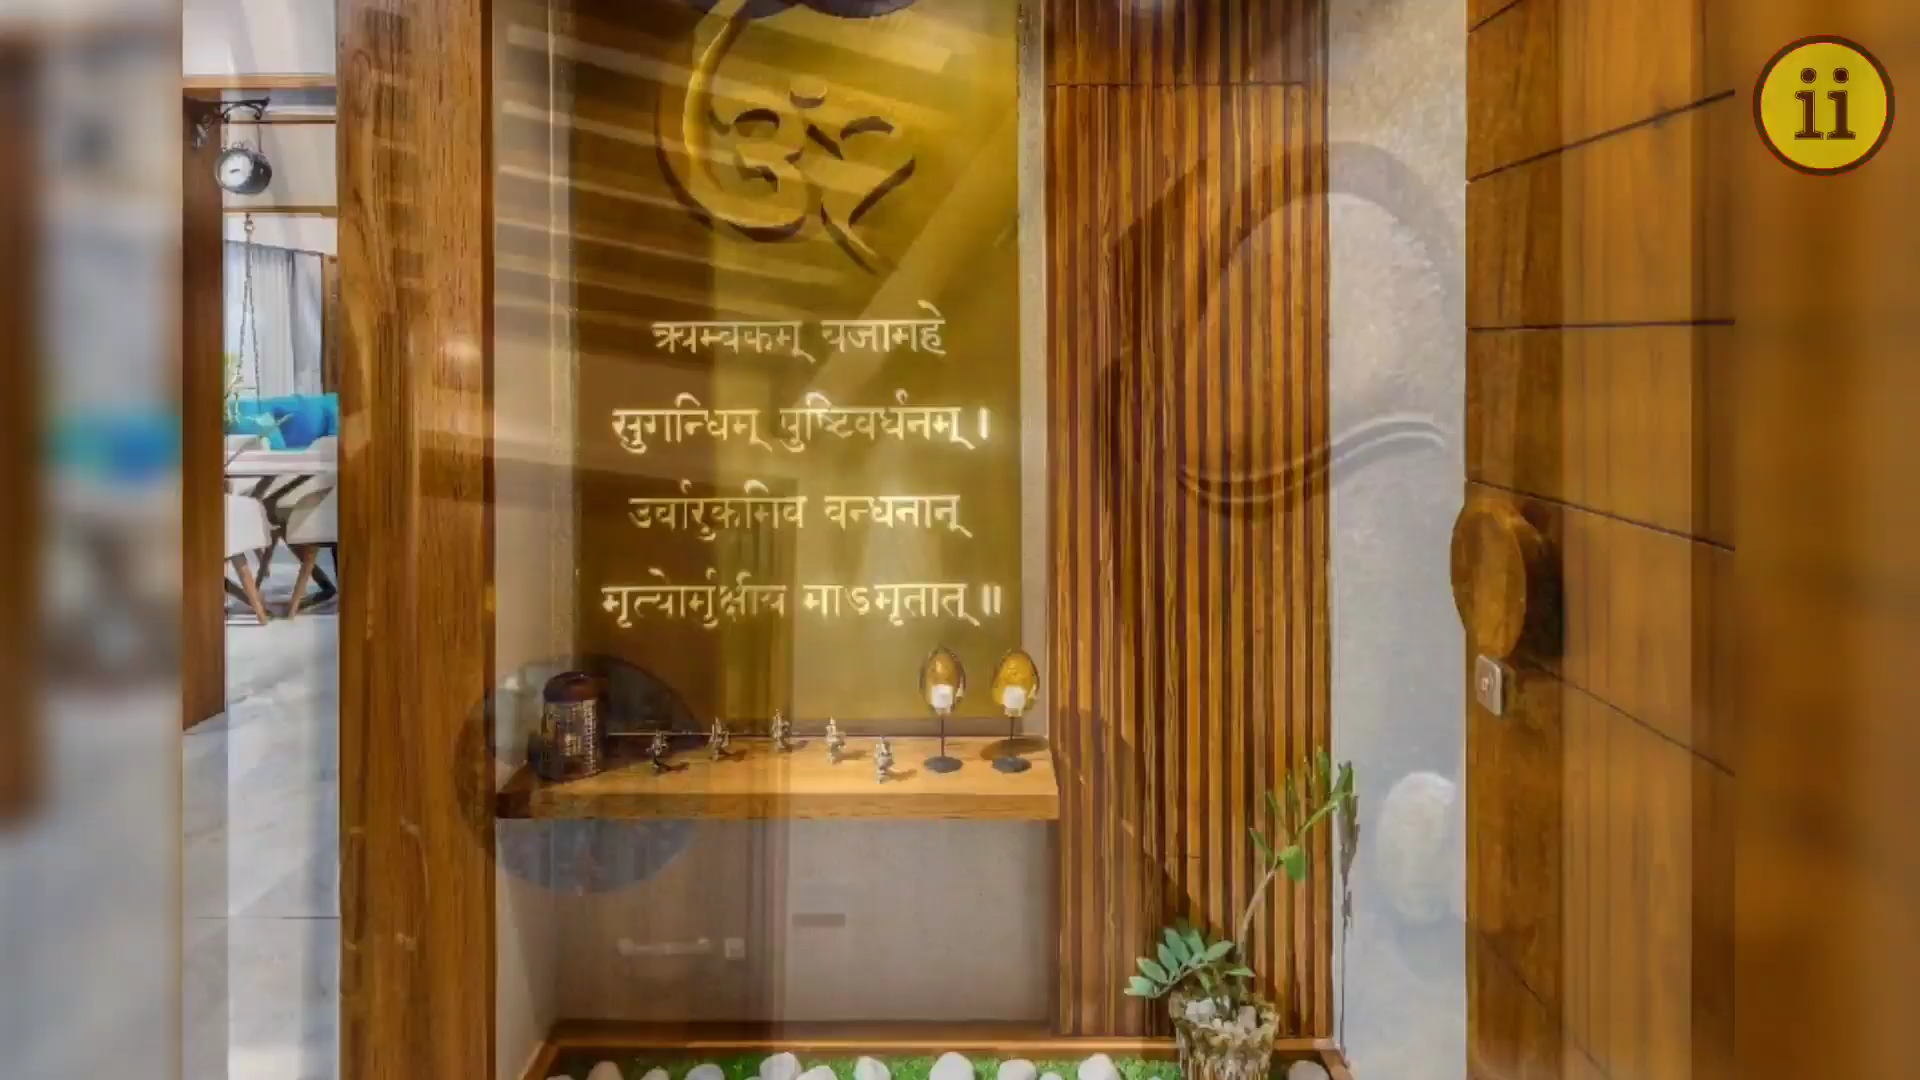 ii
ॐ
त्र्यम्बकम् यजामहे
सुगन्धिम् पुष्टिवर्धनम् ।
उर्वारुकमिव बन्धनान्
मृत्योर्मुक्षीय माऽमृतात् ॥